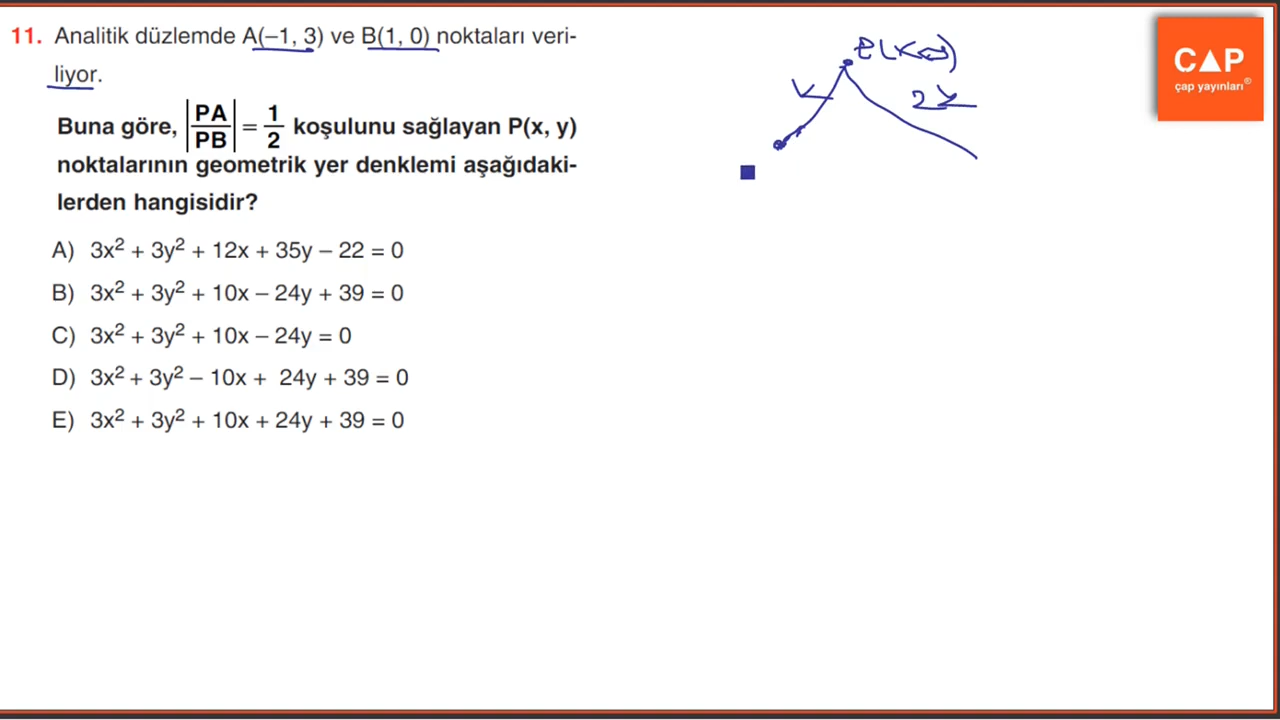 11. Analitik düzlemde A(–1, 3) ve B(1, 0) noktaları veri-
liyor.
Buna göre, |PA/PB| = 1/2 koşulunu sağlayan P(x, y)
noktalarının geometrik yer denklemi aşağıdaki-
lerden hangisidir?
A) 3x² + 3y² + 12x + 35y – 22 = 0
B) 3x² + 3y² + 10x – 24y + 39 = 0
C) 3x² + 3y² + 10x – 24y = 0
D) 3x² + 3y² – 10x + 24y + 39 = 0
E) 3x² + 3y² + 10x + 24y + 39 = 0
ÇAP
çap yayınları®